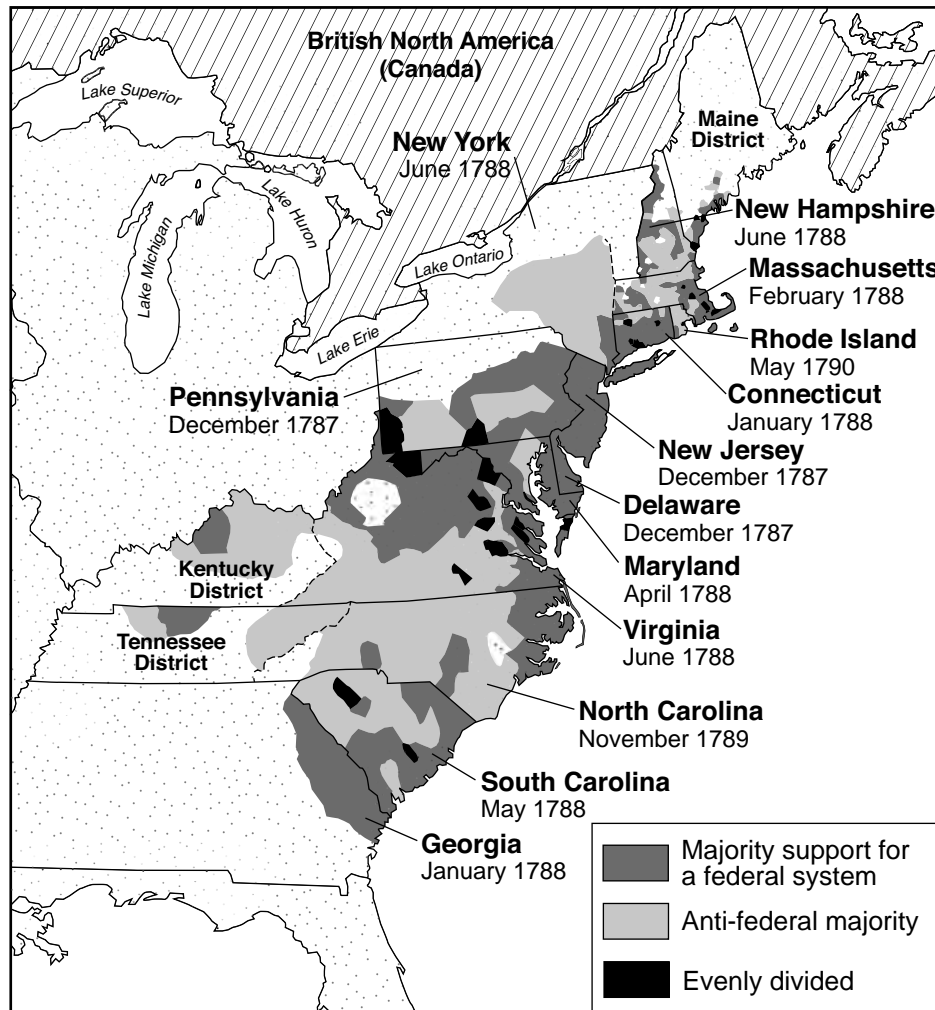 British North America
(Canada)
Lake Superior
Maine
District
New York
June 1788
Lake Huron
Lake Michigan
New Hampshire
June 1788
Lake Ontario
Massachusetts
February 1788
Lake Erie
Rhode Island
May 1790
Pennsylvania
December 1787
Connecticut
January 1788
New Jersey
December 1787
Delaware
December 1787
Kentucky
District
Maryland
April 1788
Tennessee
District
Virginia
June 1788
North Carolina
November 1789
South Carolina
May 1788
Georgia
January 1788
Majority support for
a federal system
Anti-federal majority
Evenly divided